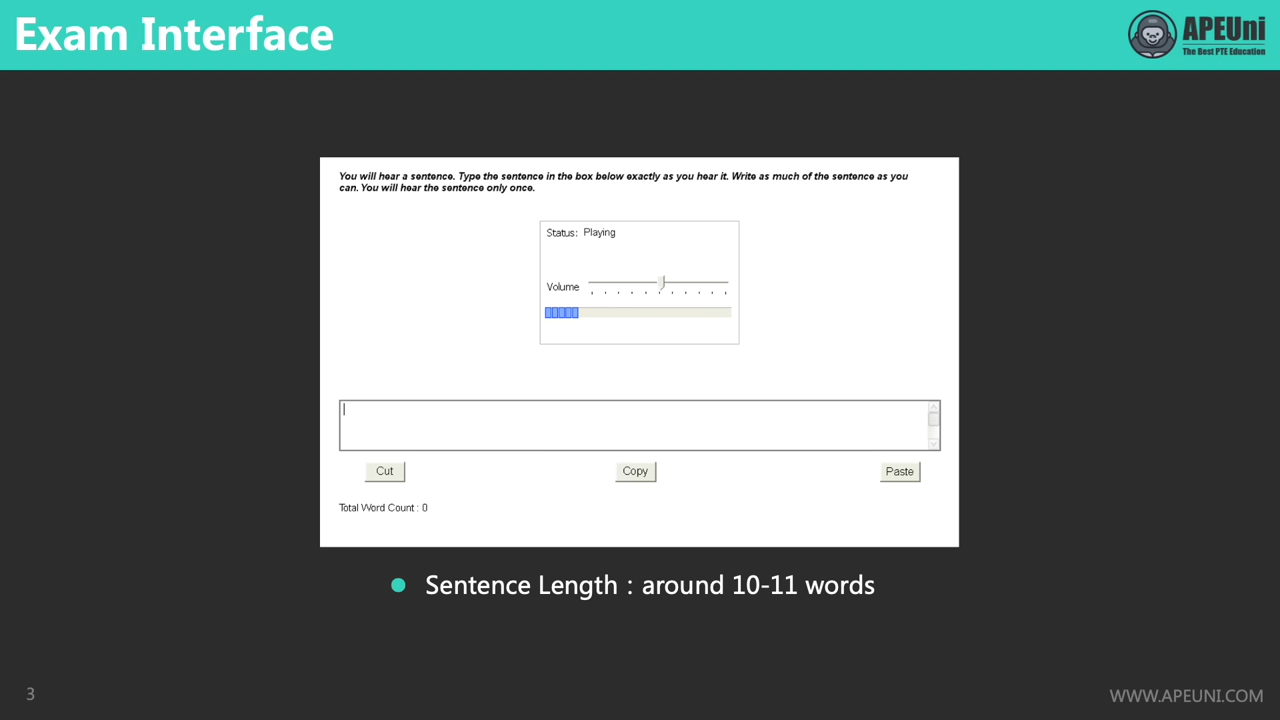 Exam Interface
APEUni
The Best PTE Education
You will hear a sentence. Type the sentence in the box below exactly as you hear it. Write as much of the sentence as you
can. You will hear the sentence only once.
Status: Playing
Volume
Cut Copy Paste
Total Word Count : 0
Sentence Length : around 10-11 words
3
WWW.APEUNI.COM